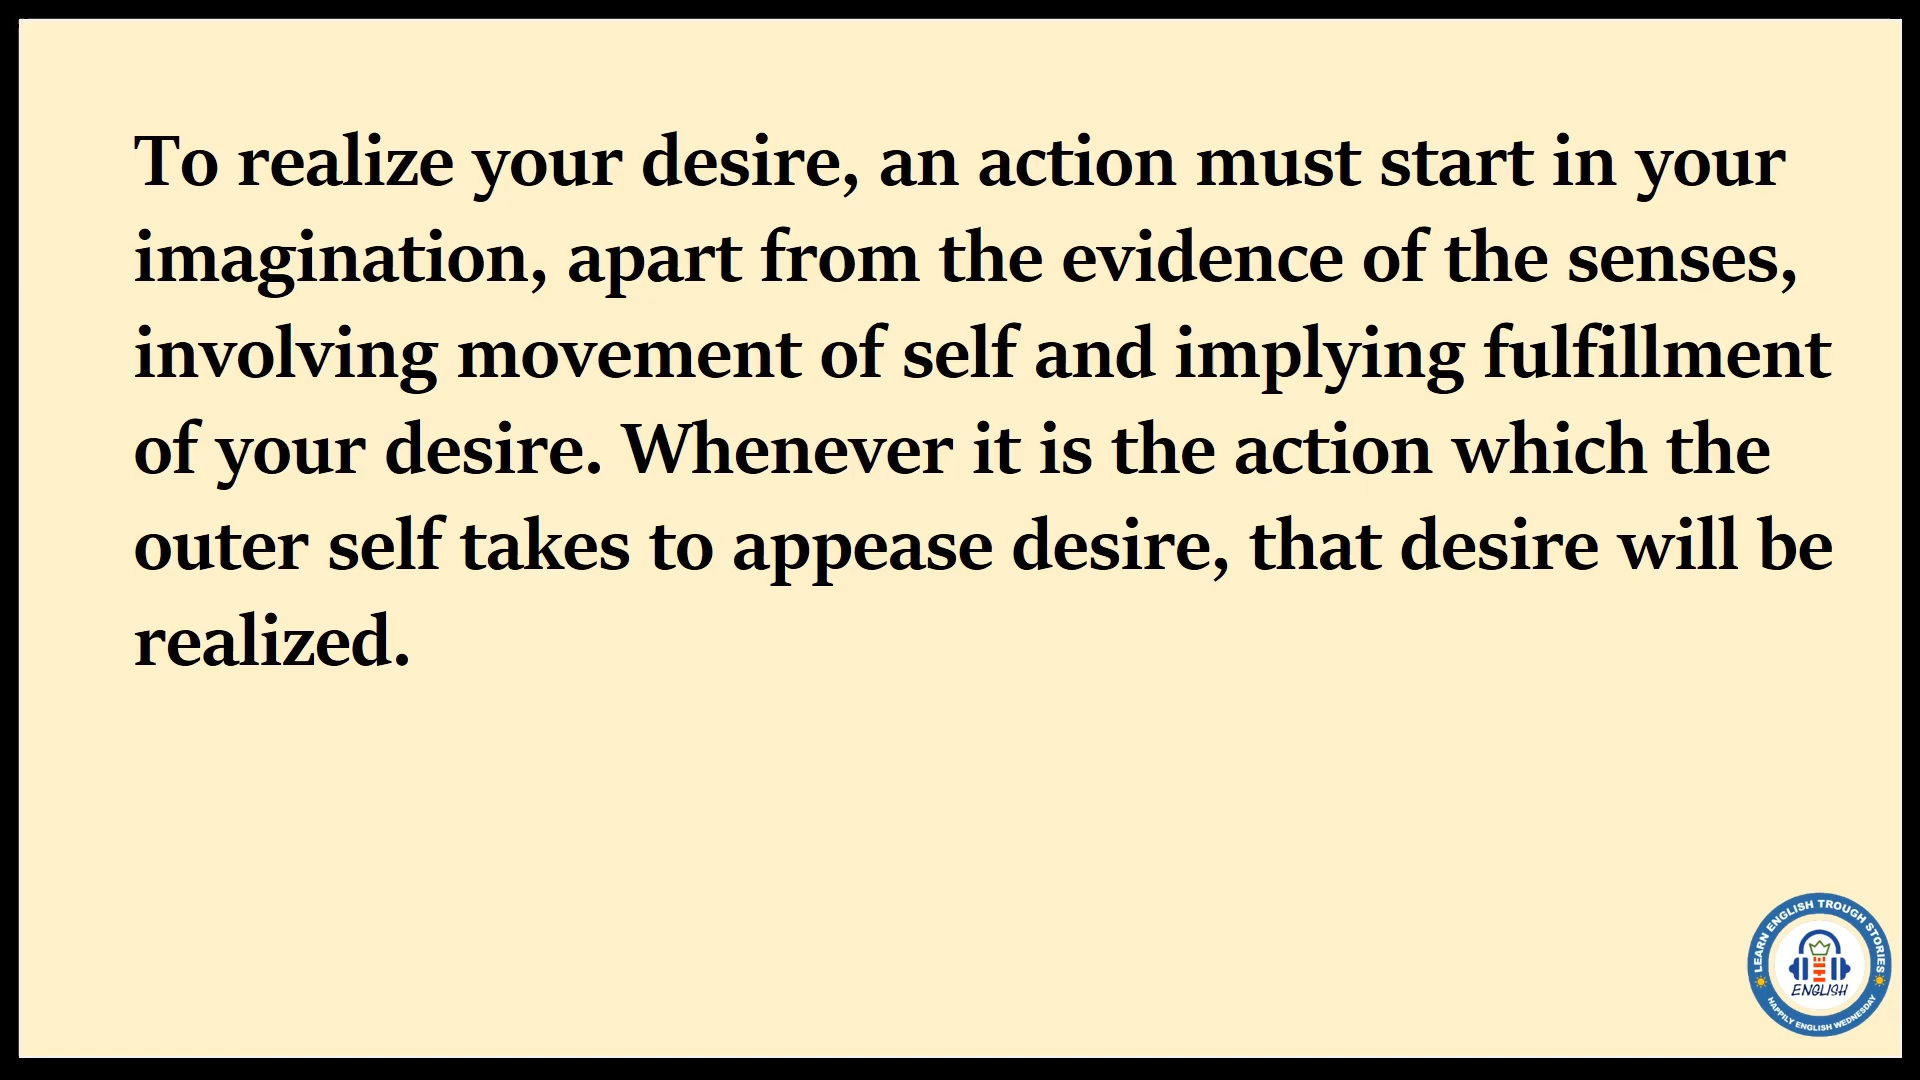 To realize your desire, an action must start in your
imagination, apart from the evidence of the senses,
involving movement of self and implying fulfillment
of your desire. Whenever it is the action which the
outer self takes to appease desire, that desire will be
realized.
LEARN ENGLISH TROUGH STORIES
ENGLISH
HAPPILY ENGLISH WEDNESDAY